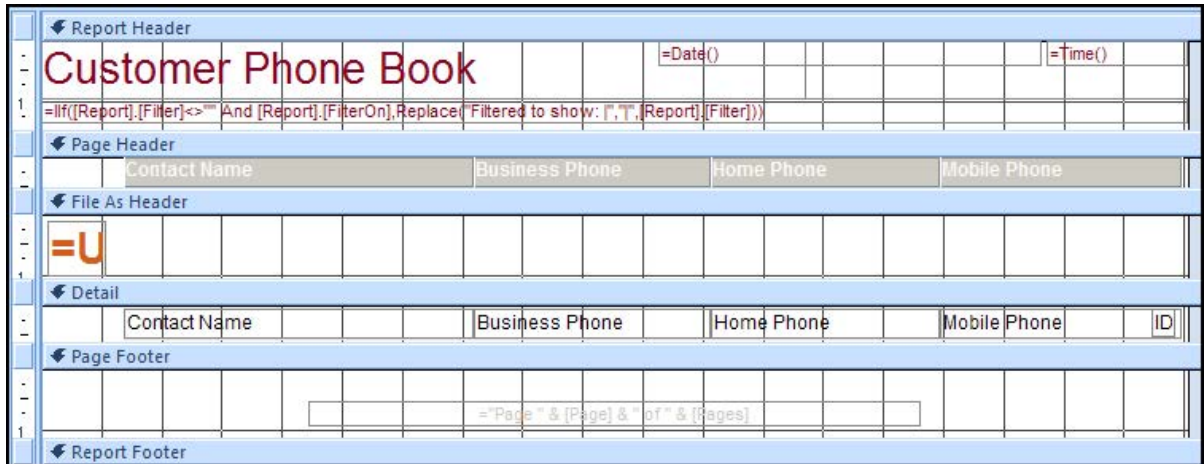 Report Header
Customer Phone Book =Date() =Time()
=IIf([Report].[Filter]<>"" And [Report].[FilterOn],Replace("Filtered to show: |","|",[Report].[Filter]))
Page Header
Contact Name Business Phone Home Phone Mobile Phone
File As Header
=U
Detail
Contact Name Business Phone Home Phone Mobile Phone ID
Page Footer
="Page " & [Page] & " of " & [Pages]
Report Footer